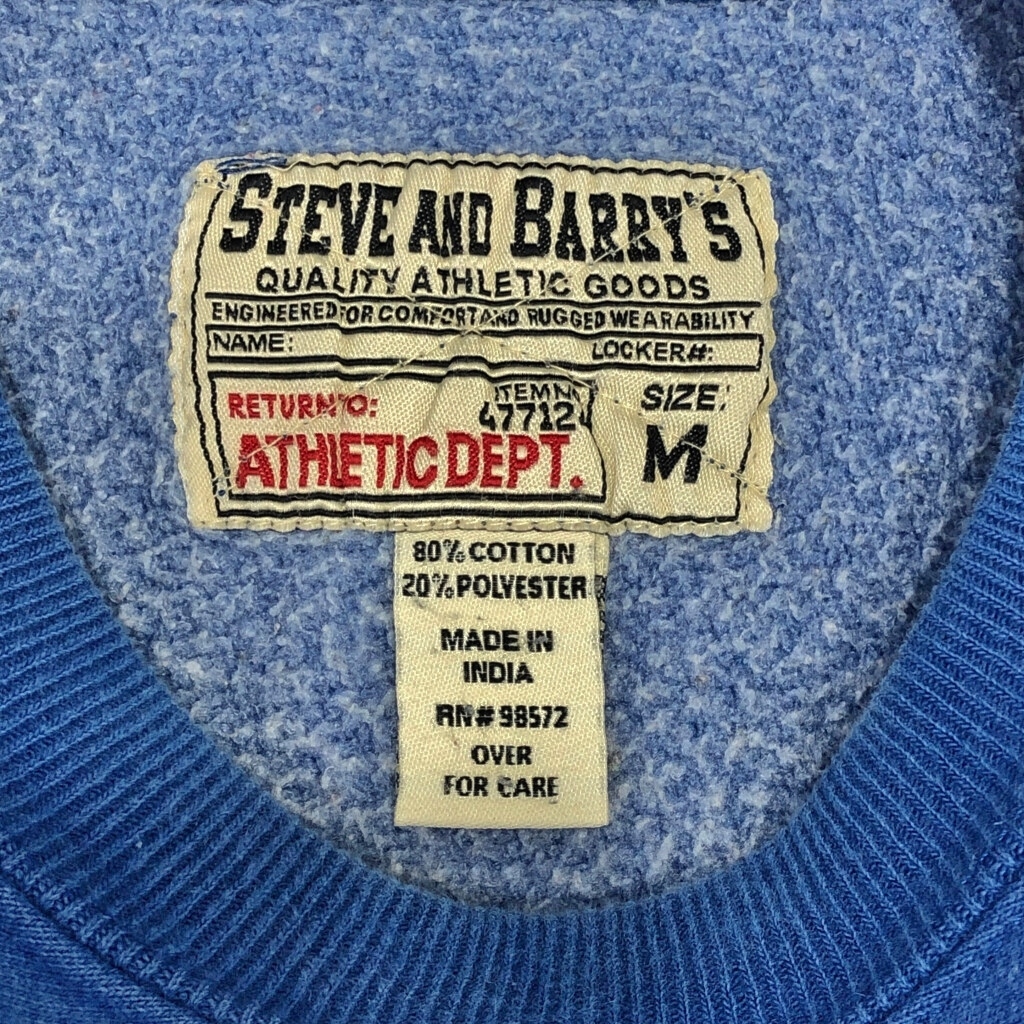 STEVE AND BARRY'S
QUALITY ATHLETIC GOODS
ENGINEERED FOR COMFORT AND RUGGED WEARABILITY
NAME: LOCKER#:
RETURN TO: ITEM NO 47712
ATHLETIC DEPT.
SIZE:
M
80% COTTON
20% POLYESTER
MADE IN
INDIA
RN# 98572
OVER
FOR CARE